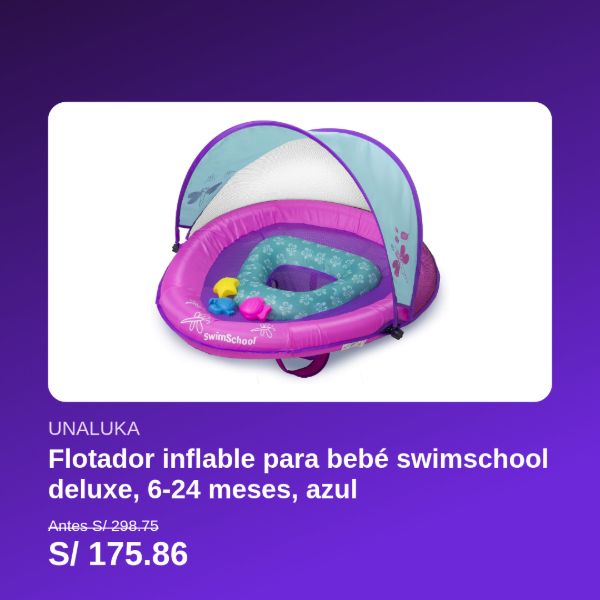 swimSchool
UNALUKA
Flotador inflable para bebé swimschool
deluxe, 6-24 meses, azul
Antes S/ 298.75
S/ 175.86